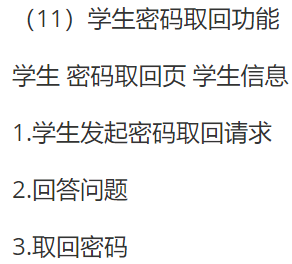 （11）学生密码取回功能
学生 密码取回页 学生信息
1.学生发起密码取回请求
2.回答问题
3.取回密码